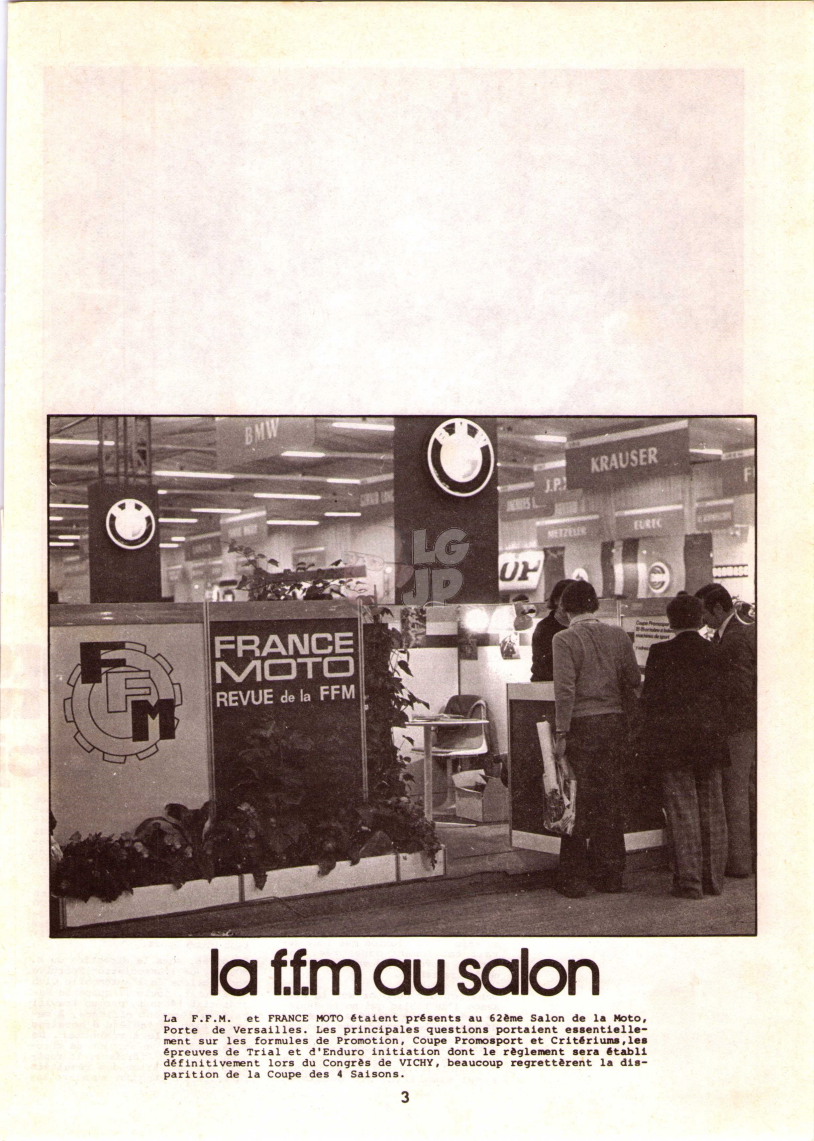 BMW
BMW
KRAUSER
J.P.X
METZELER
EUREC
LG
JP
OP
FFM
FRANCE
MOTO
REVUE de la FFM
Coupe Promosport
la f.f.m au salon
La F.F.M. et FRANCE MOTO étaient présents au 62ème Salon de la Moto,
Porte de Versailles. Les principales questions portaient essentielle-
ment sur les formules de Promotion, Coupe Promosport et Critériums,les
épreuves de Trial et d'Enduro initiation dont le règlement sera établi
définitivement lors du Congrès de VICHY, beaucoup regrettèrent la dis-
parition de la Coupe des 4 Saisons.
3